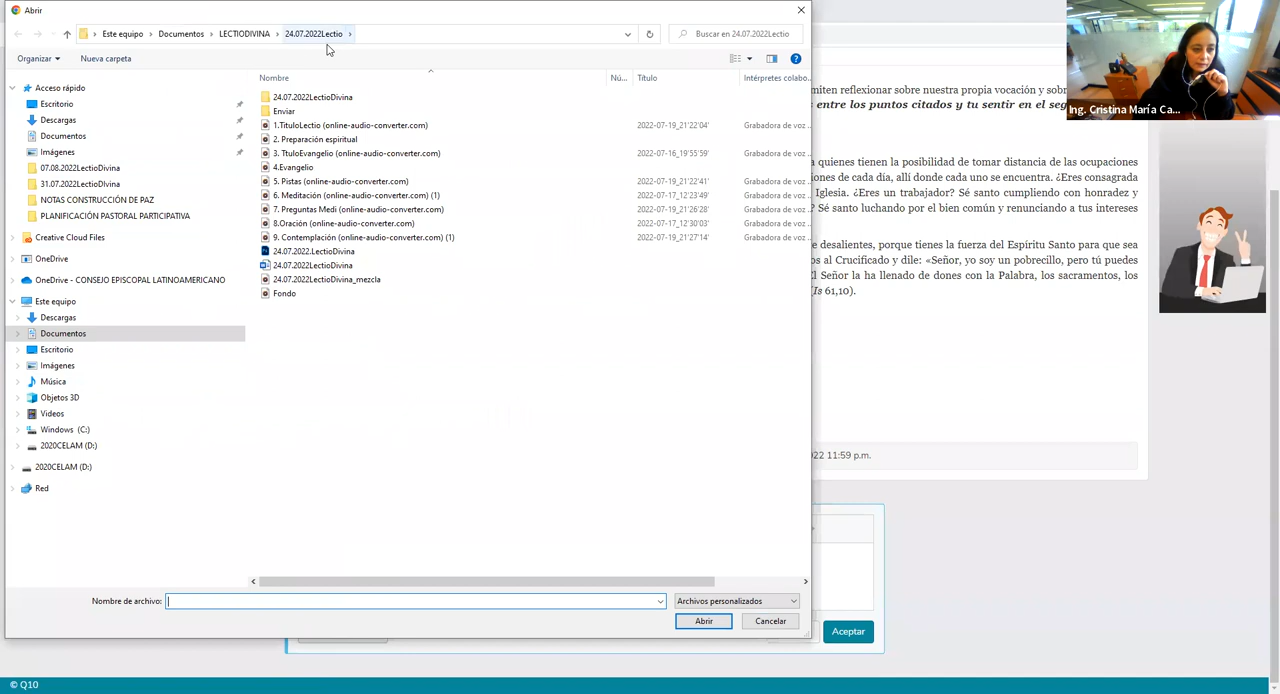 Abrir
Este equipo > Documentos > LECTIODIVINA > 24.07.2022Lectio >
Buscar en 24.07.2022Lectio
Organizar
Nueva carpeta
Acceso rápido
Escritorio
Descargas
Documentos
Imágenes
07.08.2022LectioDivina
31.07.2022LectioDivina
NOTAS CONSTRUCCIÓN DE PAZ
PLANIFICACIÓN PASTORAL PARTICIPATIVA
Creative Cloud Files
OneDrive
OneDrive - CONSEJO EPISCOPAL LATINOAMERICANO
Este equipo
Descargas
Documentos
Escritorio
Imágenes
Música
Objetos 3D
Videos
Windows (C:)
2020CELAM (D:)
2020CELAM (D:)
Red
Nombre Nú... Título Intérpretes colabo...
24.07.2022LectioDivina
Enviar
1.TituloLectio (online-audio-converter.com) 2022-07-19_21'22'04' Grabadora de voz
2. Preparación espiritual
3. TtuloEvangelio (online-audio-converter.com) 2022-07-16_19'55'59' Grabadora de voz
4.Evangelio
5. Pistas (online-audio-converter.com) 2022-07-19_21'22'41' Grabadora de voz
6. Meditación (online-audio-converter.com) (1) 2022-07-17_12'23'49' Grabadora de voz
7. Preguntas Medi (online-audio-converter.com) 2022-07-19_21'26'28' Grabadora de voz
8.Oración (online-audio-converter.com) 2022-07-17_12'30'03' Grabadora de voz
9. Contemplación (online-audio-converter.com) (1) 2022-07-19_21'27'14' Grabadora de voz
24.07.2022.LectioDivina
24.07.2022LectioDivina
24.07.2022LectioDivina_mezcla
Fondo
Nombre de archivo:
Archivos personalizados
Abrir
Cancelar
Ing. Cristina María Ca...
miten reflexionar sobre nuestra propia vocación y sobr
s entre los puntos citados y tu sentir en el seg
a quienes tienen la posibilidad de tomar distancia de las ocupaciones
iones de cada día, allí donde cada uno se encuentra. ¿Eres consagrada
Iglesia. ¿Eres un trabajador? Sé santo cumpliendo con honradez y
? Sé santo luchando por el bien común y renunciando a tus intereses
e desalientes, porque tienes la fuerza del Espíritu Santo para que sea
os al Crucificado y dile: «Señor, yo soy un pobrecillo, pero tú puedes
El Señor la ha llenado de dones con la Palabra, los sacramentos, los
(Is 61,10).
022 11:59 p.m.
Aceptar
© Q10